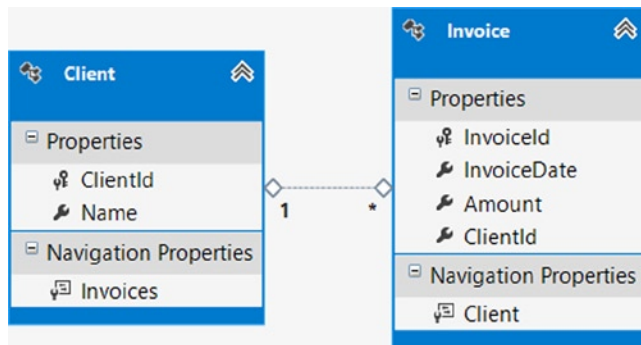 Client
Properties
ClientId
Name
Navigation Properties
Invoices
1
*
Invoice
Properties
InvoiceId
InvoiceDate
Amount
ClientId
Navigation Properties
Client